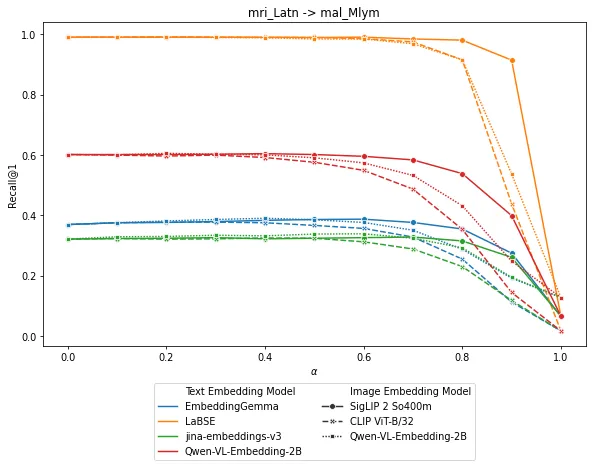 mri_Latn -> mal_Mlym
1.0
0.8
0.6
0.4
0.2
0.0
Recall@1
0.0 0.2 0.4 0.6 0.8 1.0
α
Text Embedding Model Image Embedding Model
EmbeddingGemma SigLIP 2 So400m
LaBSE CLIP ViT-B/32
jina-embeddings-v3 Qwen-VL-Embedding-2B
Qwen-VL-Embedding-2B